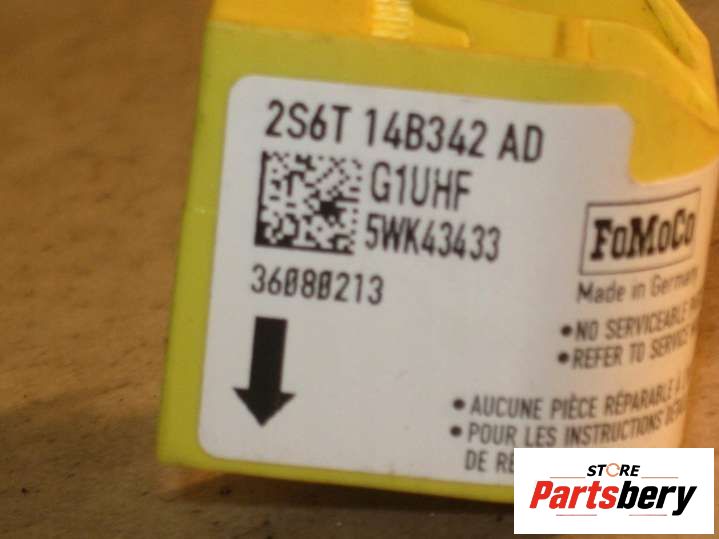 2S6T 14B342 AD
G1UHF
5WK43433
36080213
FoMoCo
Made in Germany
•NO SERVICEABLE
•REFER TO SERVICE
•AUCUNE PIÈCE RÉPARABLE À
•POUR LES INSTRUCTIONS
DE
STORE
Partsbery